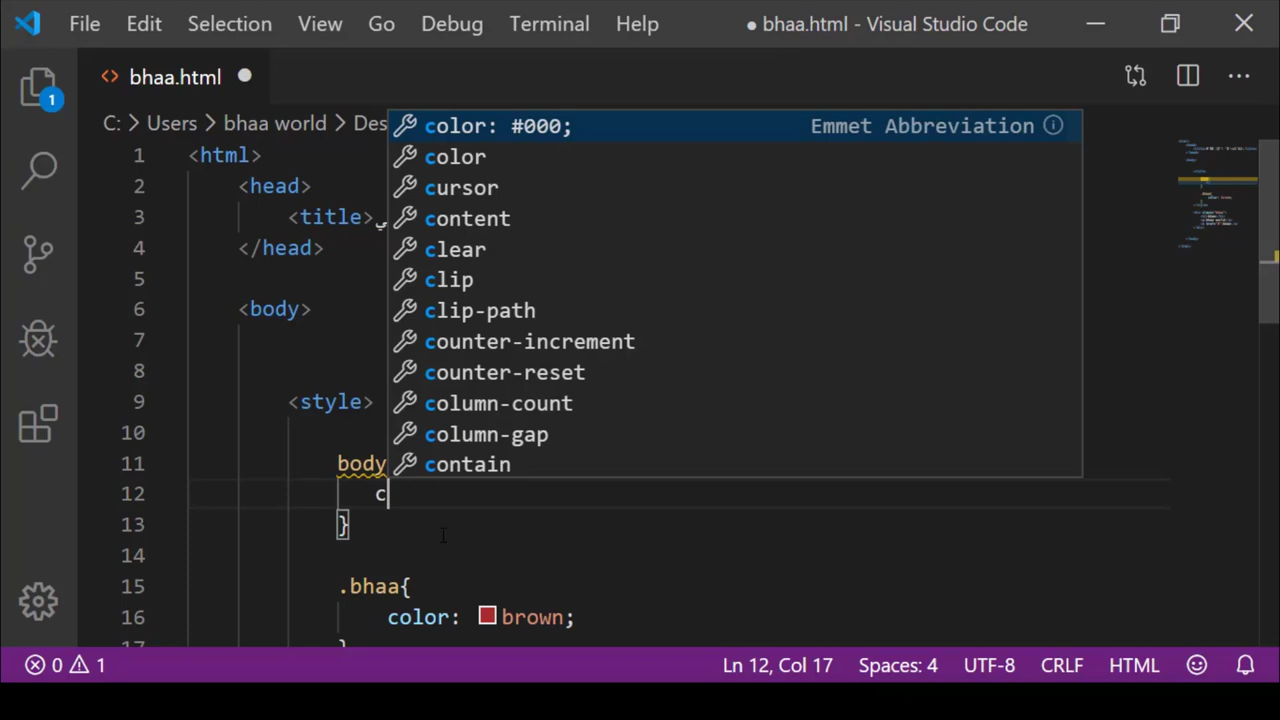 File Edit Selection View Go Debug Terminal Help ● bhaa.html - Visual Studio Code
bhaa.html
1
C: > Users > bhaa world > Des
color: #000; Emmet Abbreviation
color
cursor
content
clear
clip
clip-path
counter-increment
counter-reset
column-count
column-gap
contain
1 <html>
2 <head>
3 <title>ي
4 </head>
5
6 <body>
7
8
9 <style>
10
11 body
12 c
13 }
14
15 .bhaa{
16 color: brown;
17 }
0 1 Ln 12, Col 17 Spaces: 4 UTF-8 CRLF HTML